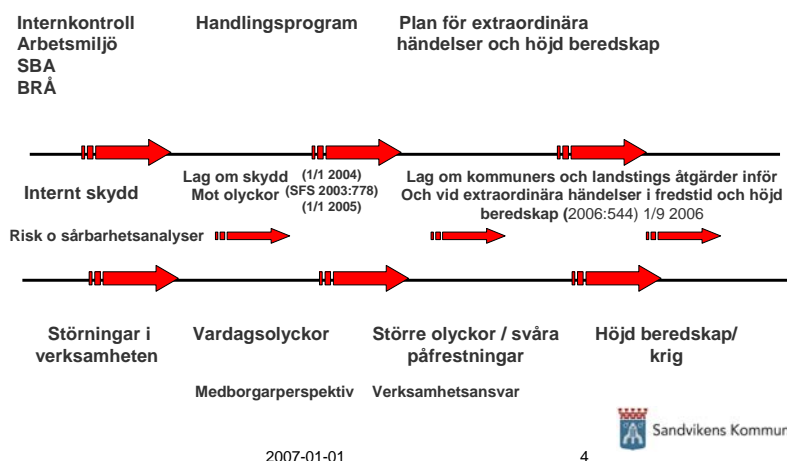 Internkontroll
Arbetsmiljö
SBA
BRÅ
Handlingsprogram
Plan för extraordinära
händelser och höjd beredskap
Internt skydd
Lag om skydd
Mot olyckor
(1/1 2004)
(SFS 2003:778)
(1/1 2005)
Lag om kommuners och landstings åtgärder inför
Och vid extraordinära händelser i fredstid och höjd
beredskap (2006:544) 1/9 2006
Risk o sårbarhetsanalyser
Störningar i
verksamheten
Vardagsolyckor
Större olyckor / svåra
påfrestningar
Höjd beredskap/
krig
Medborgarperspektiv
Verksamhetsansvar
Sandvikens Kommun
2007-01-01
4